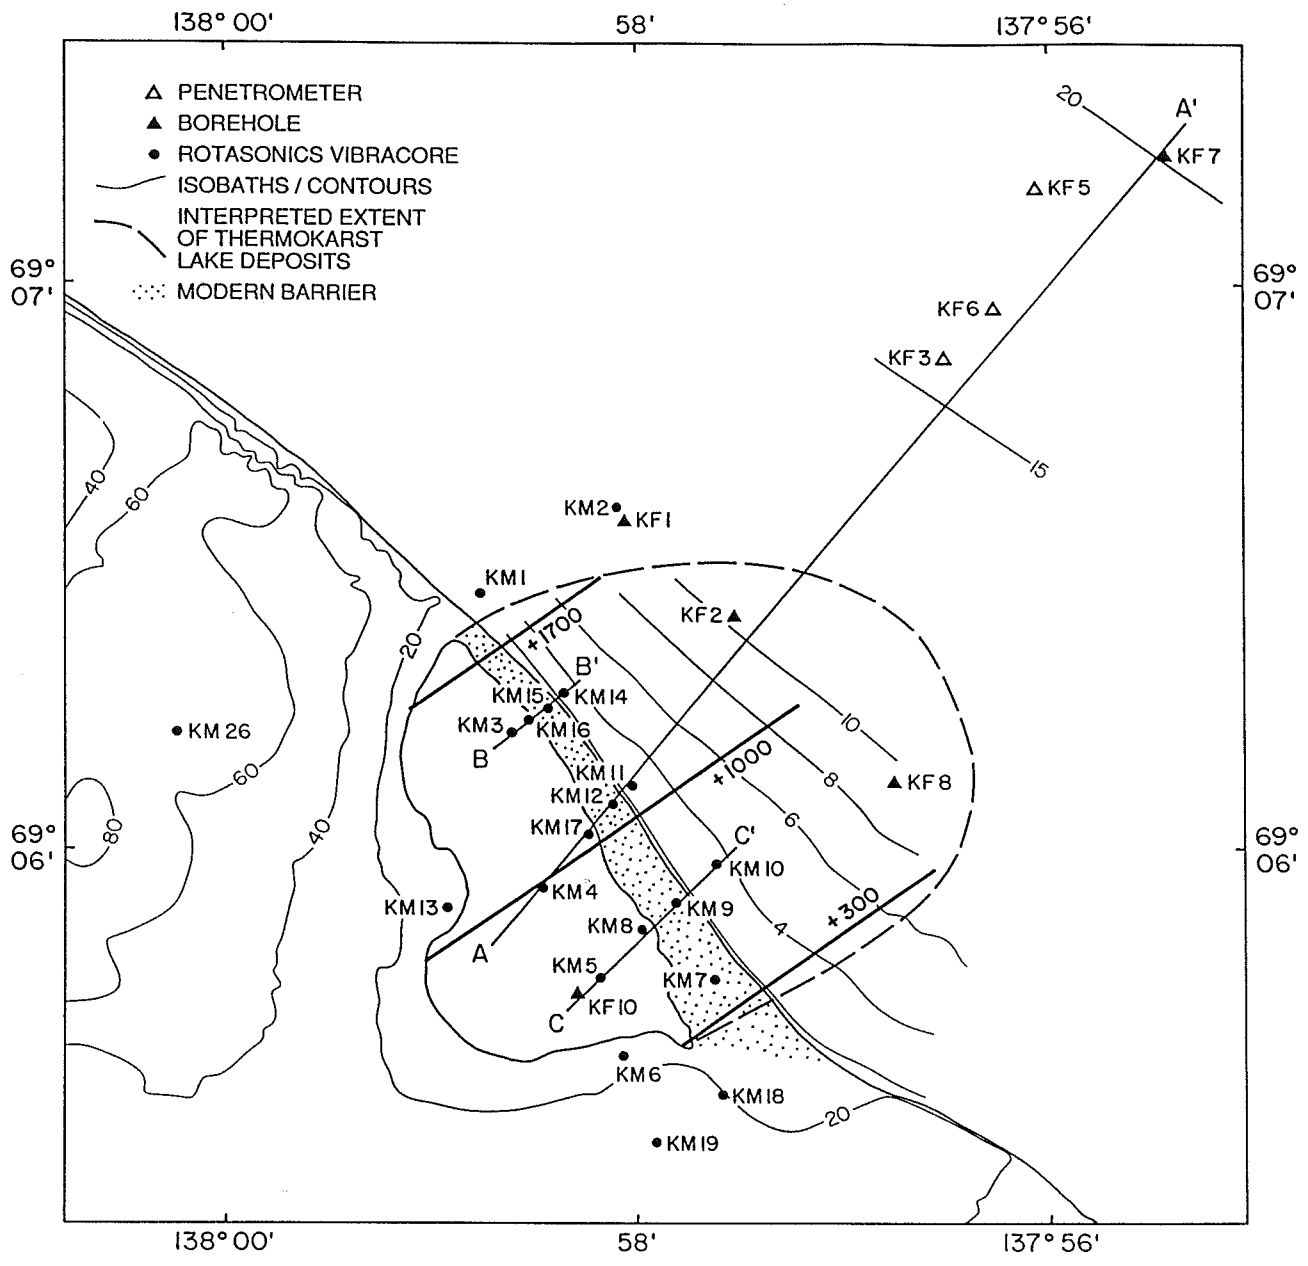 138° 00'
58'
137° 56'
PENETROMETER
BOREHOLE
ROTASONICS VIBRACORE
ISOBATHS / CONTOURS
INTERPRETED EXTENT
OF THERMOKARST
LAKE DEPOSITS
MODERN BARRIER
20
A'
KF7
KF5
69°
07'
69°
07'
KF6
KF3
15
40
60
KM2
KF1
KM1
KF2
+1700
20
B'
KM15
KM14
KM3
KM16
B
KM26
10
60
KM11
+1000
8
KF8
KM12
6
80
40
KM17
C'
69°
06'
69°
06'
KM10
KM4
KM13
KM9
+300
KM8
4
A
KM5
KM7
KF10
C
KM6
KM18
20
KM19
138° 00'
58'
137° 56'